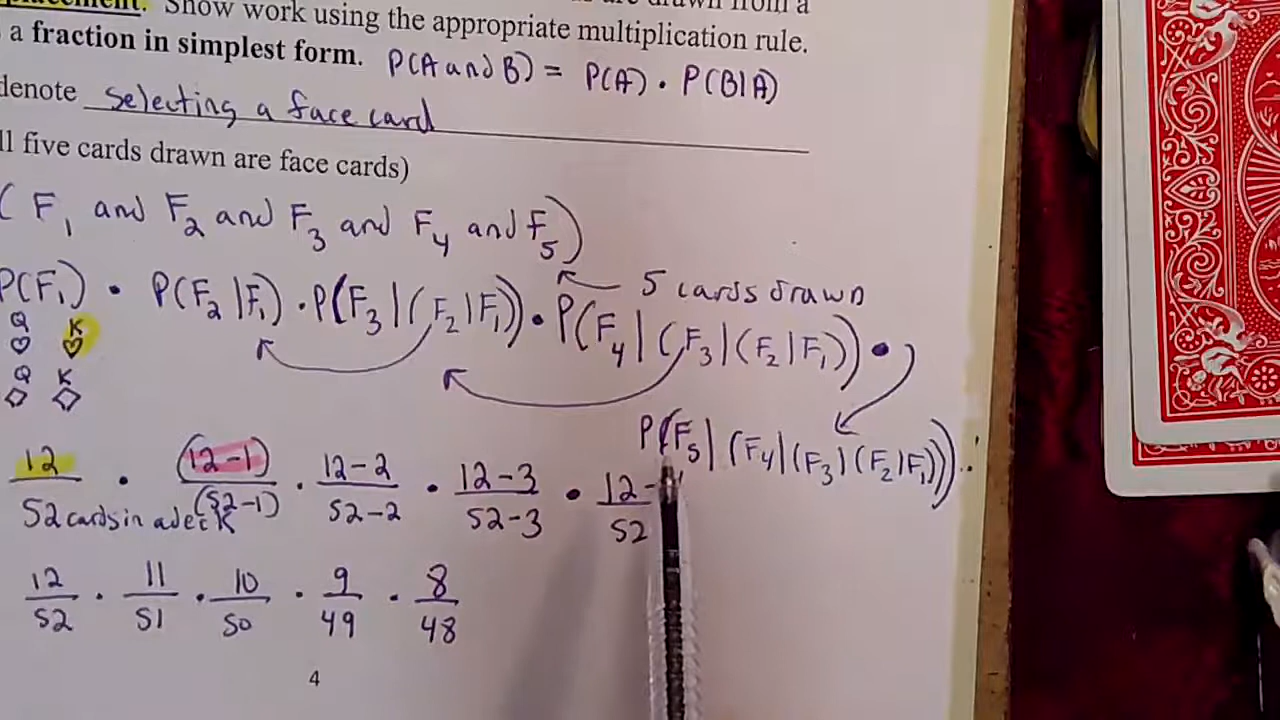 Show work using the appropriate multiplication rule.
a fraction in simplest form. P(A and B) = P(A) · P(B|A)
denote selecting a face card
ll five cards drawn are face cards)
( F1 and F2 and F3 and F4 and F5)
5 cards drawn
P(F1) · P(F2|F1) · P(F3|(F2|F1)) · P(F4|(F3|(F2|F1)) ·
Q K
♡ ♡
Q K
◇ ◇
P(F5|(F4|(F3|(F2|F1)))
12 · (12-1) · 12-2 · 12-3 · 12-
52 cards in a deck (52-1) 52-2 52-3 52
12 · 11 · 10 · 9 · 8
52 51 50 49 48
4